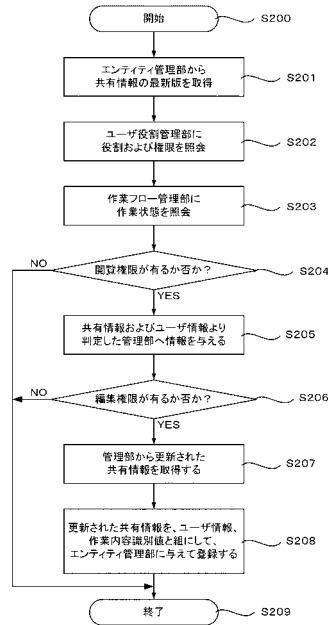 開始
S200
エンティティ管理部から
共有情報の最新版を取得
S201
ユーザ役割管理部に
役割および権限を照会
S202
作業フロー管理部に
作業状態を照会
S203
NO
閲覧権限が有るか否か?
S204
YES
共有情報およびユーザ情報より
判定した管理部へ情報を与える
S205
NO
編集権限が有るか否か?
S206
YES
管理部から更新された
共有情報を取得する
S207
更新された共有情報を、ユーザ情報、
作業内容識別値と組にして、
エンティティ管理部に与えて登録する
S208
終了
S209